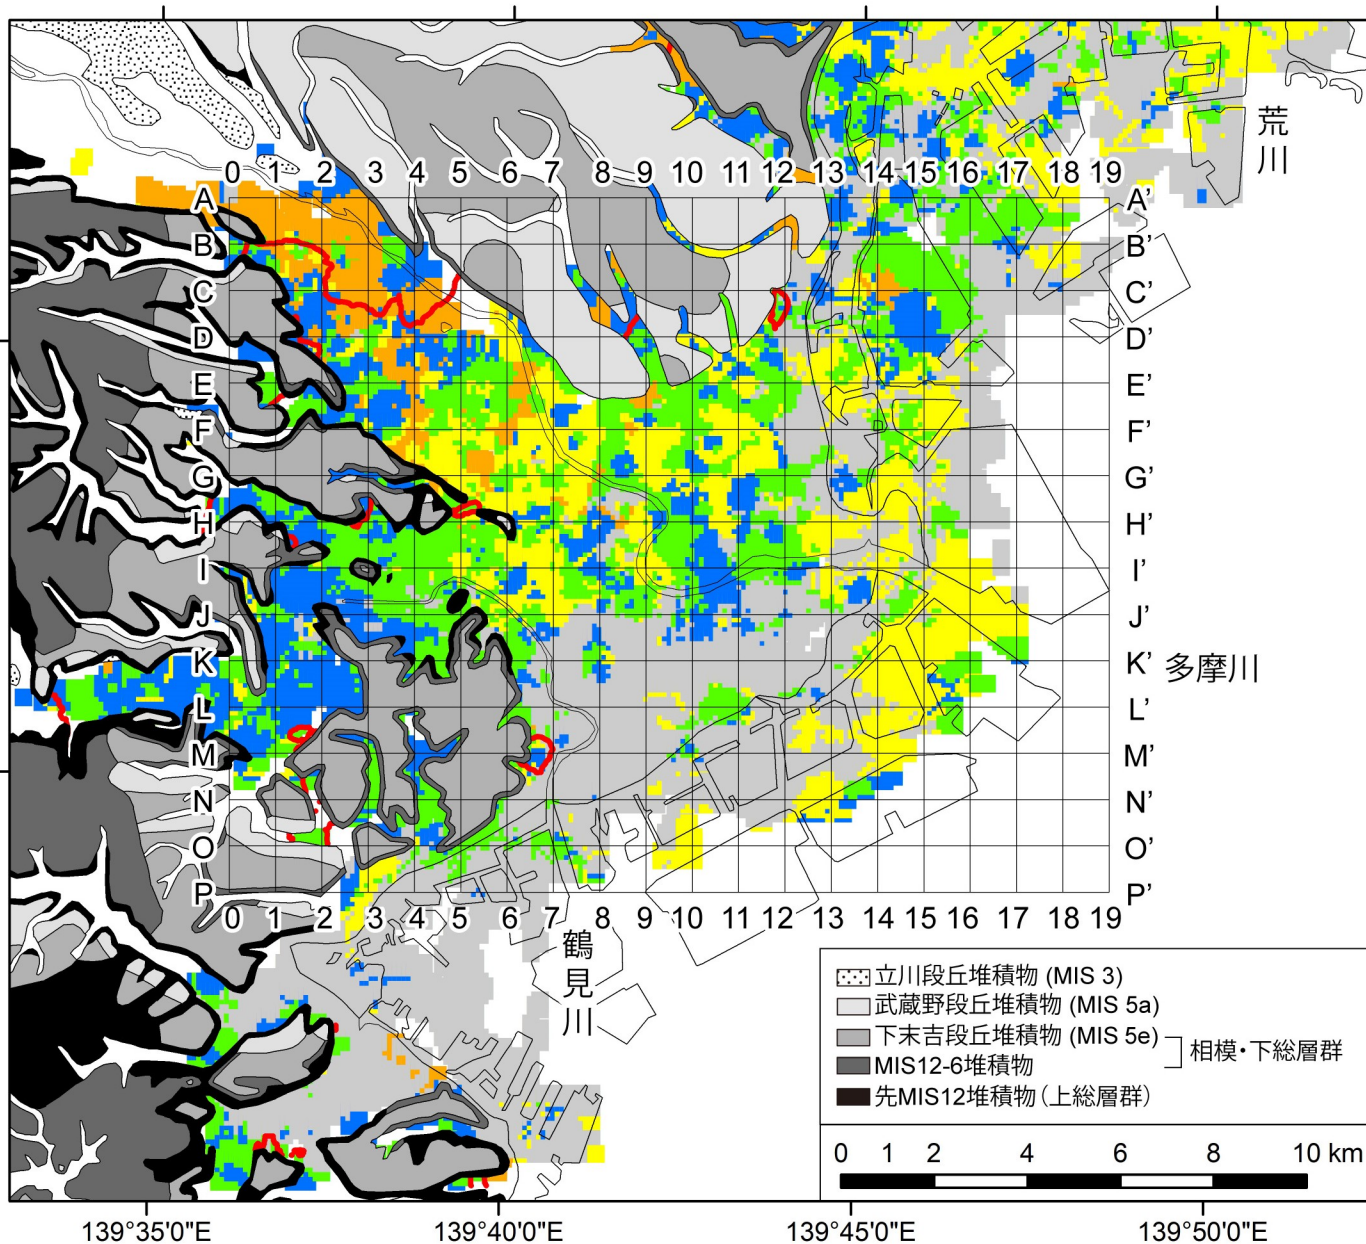 荒川
0 1 2 3 4 5 6 7 8 9 10 11 12 13 14 15 16 17 18 19
A A'
B B'
C C'
D D'
E E'
F F'
G G'
H H'
I I'
J J'
K K' 多摩川
L L'
M M'
N N'
O O'
P P'
0 1 2 3 4 5 6 7 8 9 10 11 12 13 14 15 16 17 18 19
鶴見川
立川段丘堆積物 (MIS 3)
武蔵野段丘堆積物 (MIS 5a)
下末吉段丘堆積物 (MIS 5e)
相模・下総層群
MIS12-6堆積物
先MIS12堆積物(上総層群)
0 1 2 4 6 8 10 km
139°35'0"E 139°40'0"E 139°45'0"E 139°50'0"E